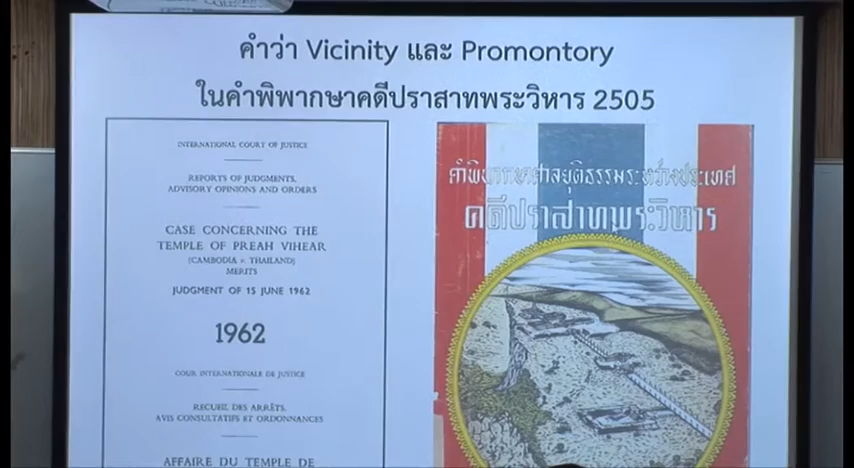 คำว่า Vicinity และ Promontory
ในคำพิพากษาคดีปราสาทพระวิหาร 2505
INTERNATIONAL COURT OF JUSTICE
REPORTS OF JUDGMENTS,
ADVISORY OPINIONS AND ORDERS
CASE CONCERNING THE
TEMPLE OF PREAH VIHEAR
(CAMBODIA v. THAILAND)
MERITS
JUDGMENT OF 15 JUNE 1962
1962
COUR INTERNATIONALE DE JUSTICE
RECUEIL DES ARRÊTS,
AVIS CONSULTATIFS ET ORDONNANCES
AFFAIRE DU TEMPLE DE
คำพิพากษาศาลยุติธรรมระหว่างประเทศ
คดีปราสาทพระวิหาร